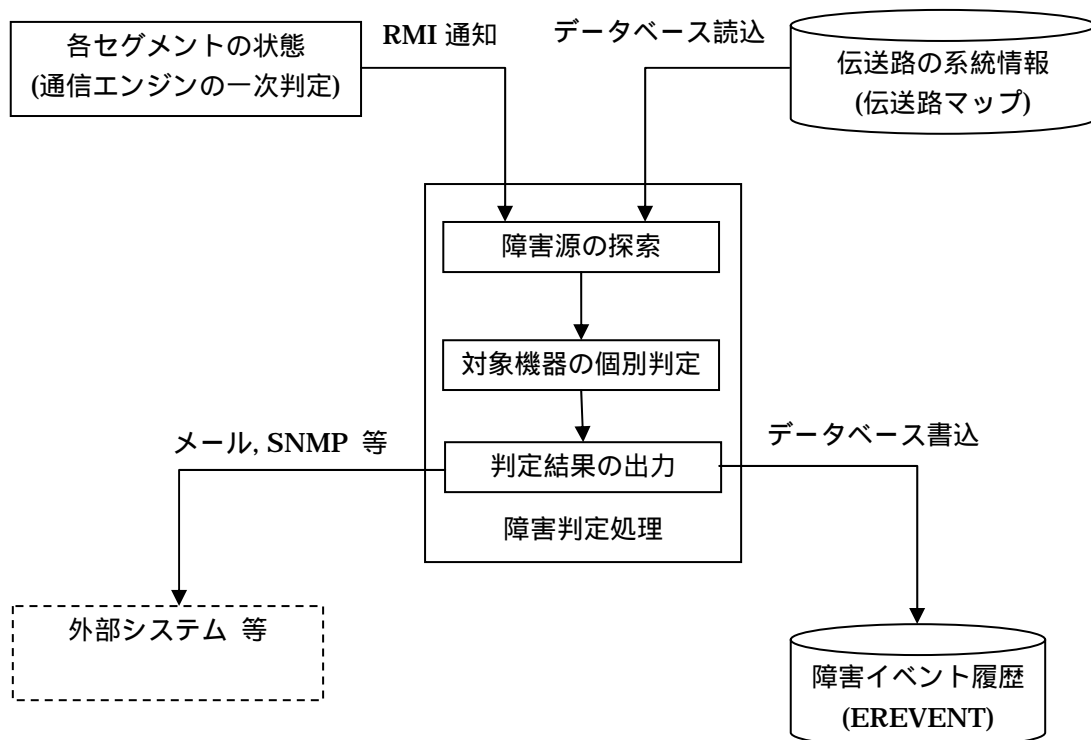 各セグメントの状態
(通信エンジンの一次判定)
RMI 通知
データベース読込
伝送路の系統情報
(伝送路マップ)
障害源の探索
対象機器の個別判定
判定結果の出力
障害判定処理
メール, SNMP 等
データベース書込
外部システム 等
障害イベント履歴
(EREVENT)